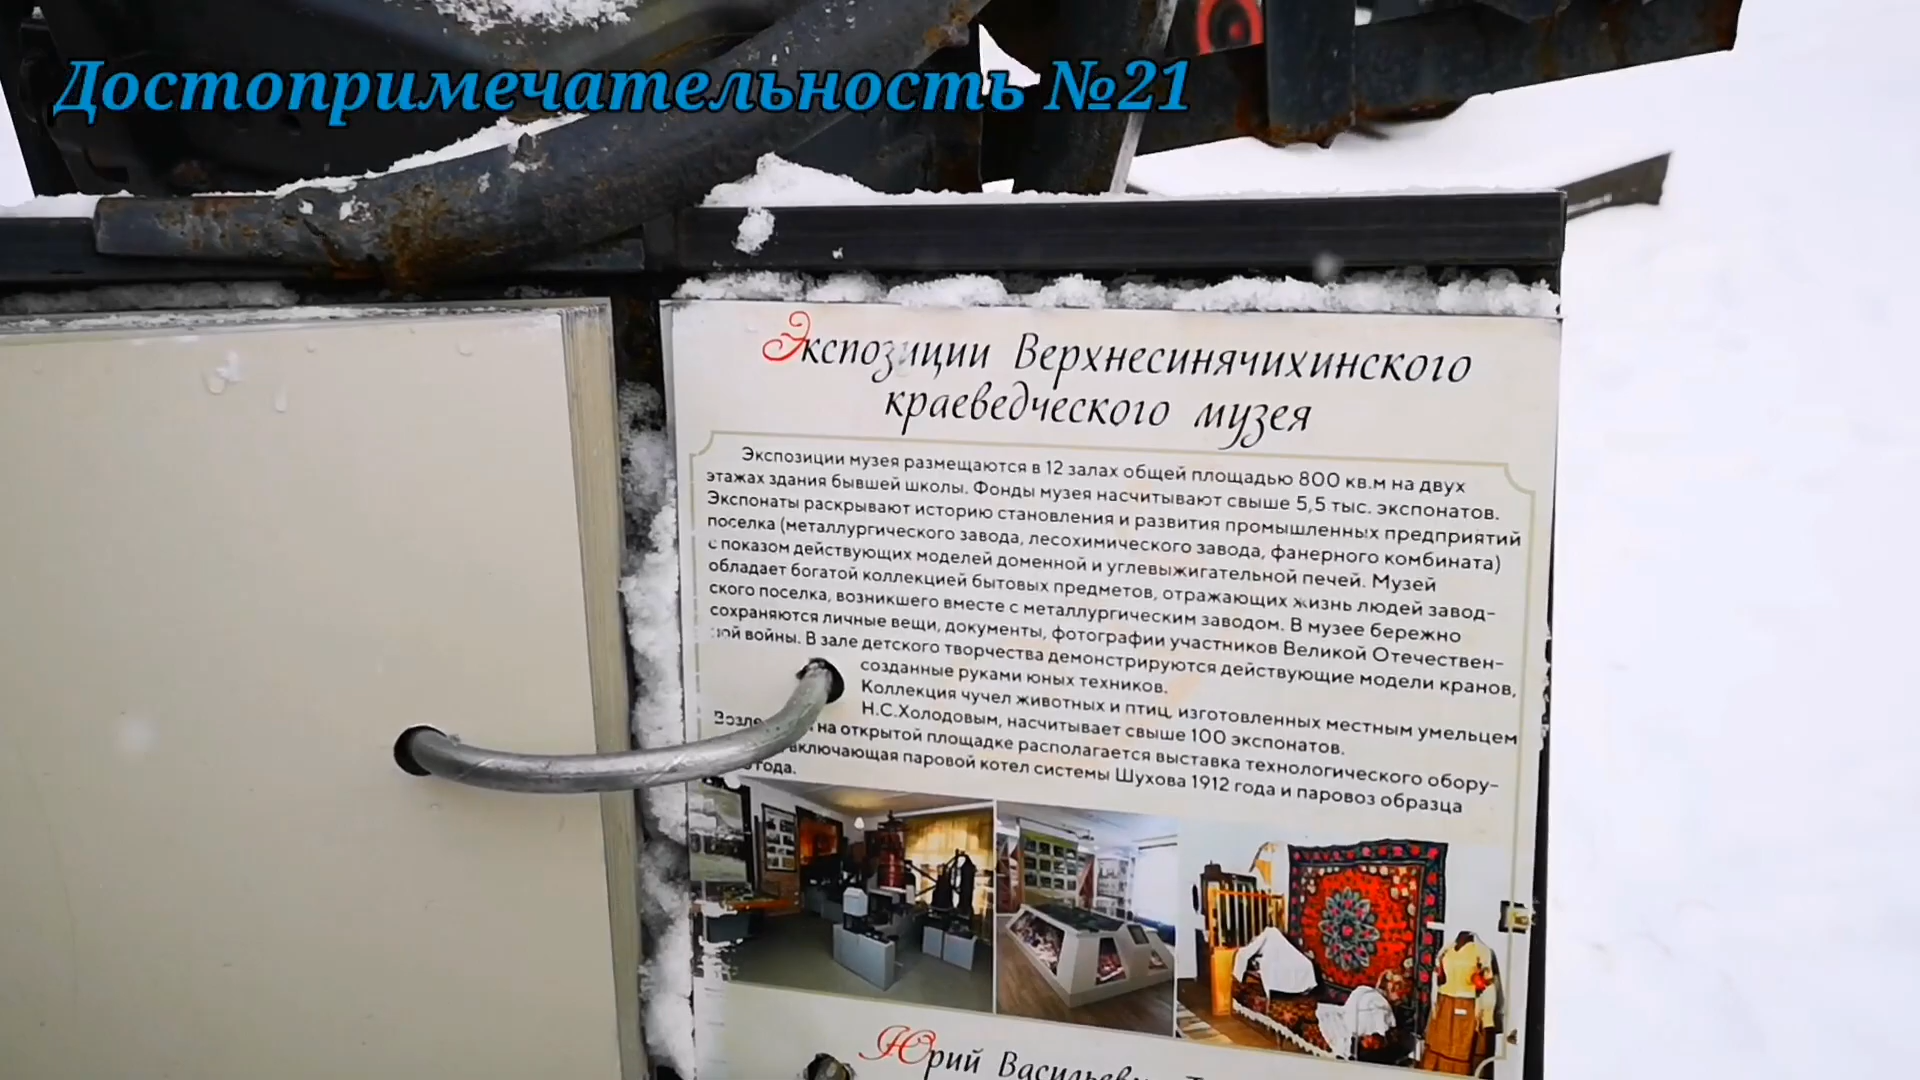 Достопримечательность №21
Экспозиции Верхнесинячихинского
краеведческого музея
Экспозиции музея размещаются в 12 залах общей площадью 800 кв.м на двух
этажах здания бывшей школы. Фонды музея насчитывают свыше 5,5 тыс. экспонатов.
Экспонаты раскрывают историю становления и развития промышленных предприятий
поселка (металлургического завода, лесохимического завода, фанерного комбината)
с показом действующих моделей доменной и углевыжигательной печей. Музей
обладает богатой коллекцией бытовых предметов, отражающих жизнь людей завод-
ского поселка, возникшего вместе с металлургическим заводом. В музее бережно
сохраняются личные вещи, документы, фотографии участников Великой Отечествен-
ной войны. В зале детского творчества демонстрируются действующие модели кранов,
созданные руками юных техников.
Коллекция чучел животных и птиц, изготовленных местным умельцем
Н.С.Холодовым, насчитывает свыше 100 экспонатов.
на открытой площадке располагается выставка технологического обору-
включающая паровой котел системы Шухова 1912 года и паровоз образца
года.
Юрий